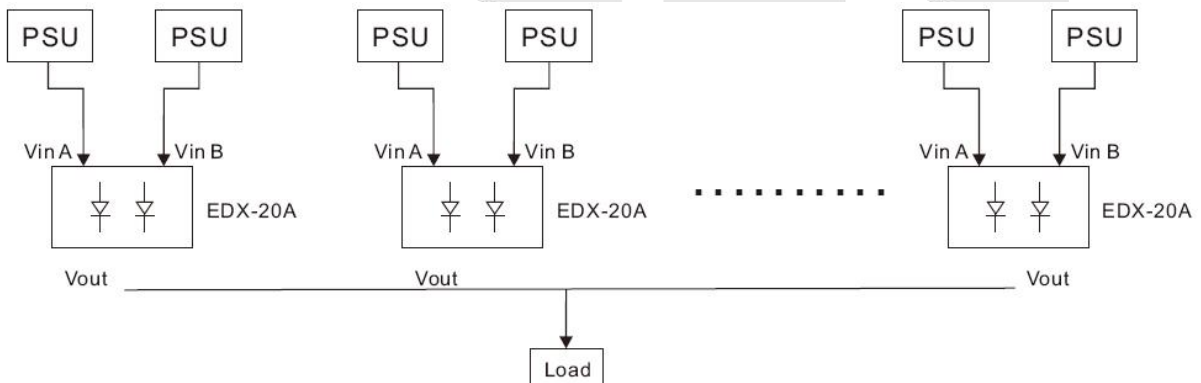 PSU PSU PSU PSU PSU PSU
Vin A Vin B Vin A Vin B Vin A Vin B
EDX-20A EDX-20A EDX-20A
Vout Vout Vout
Load